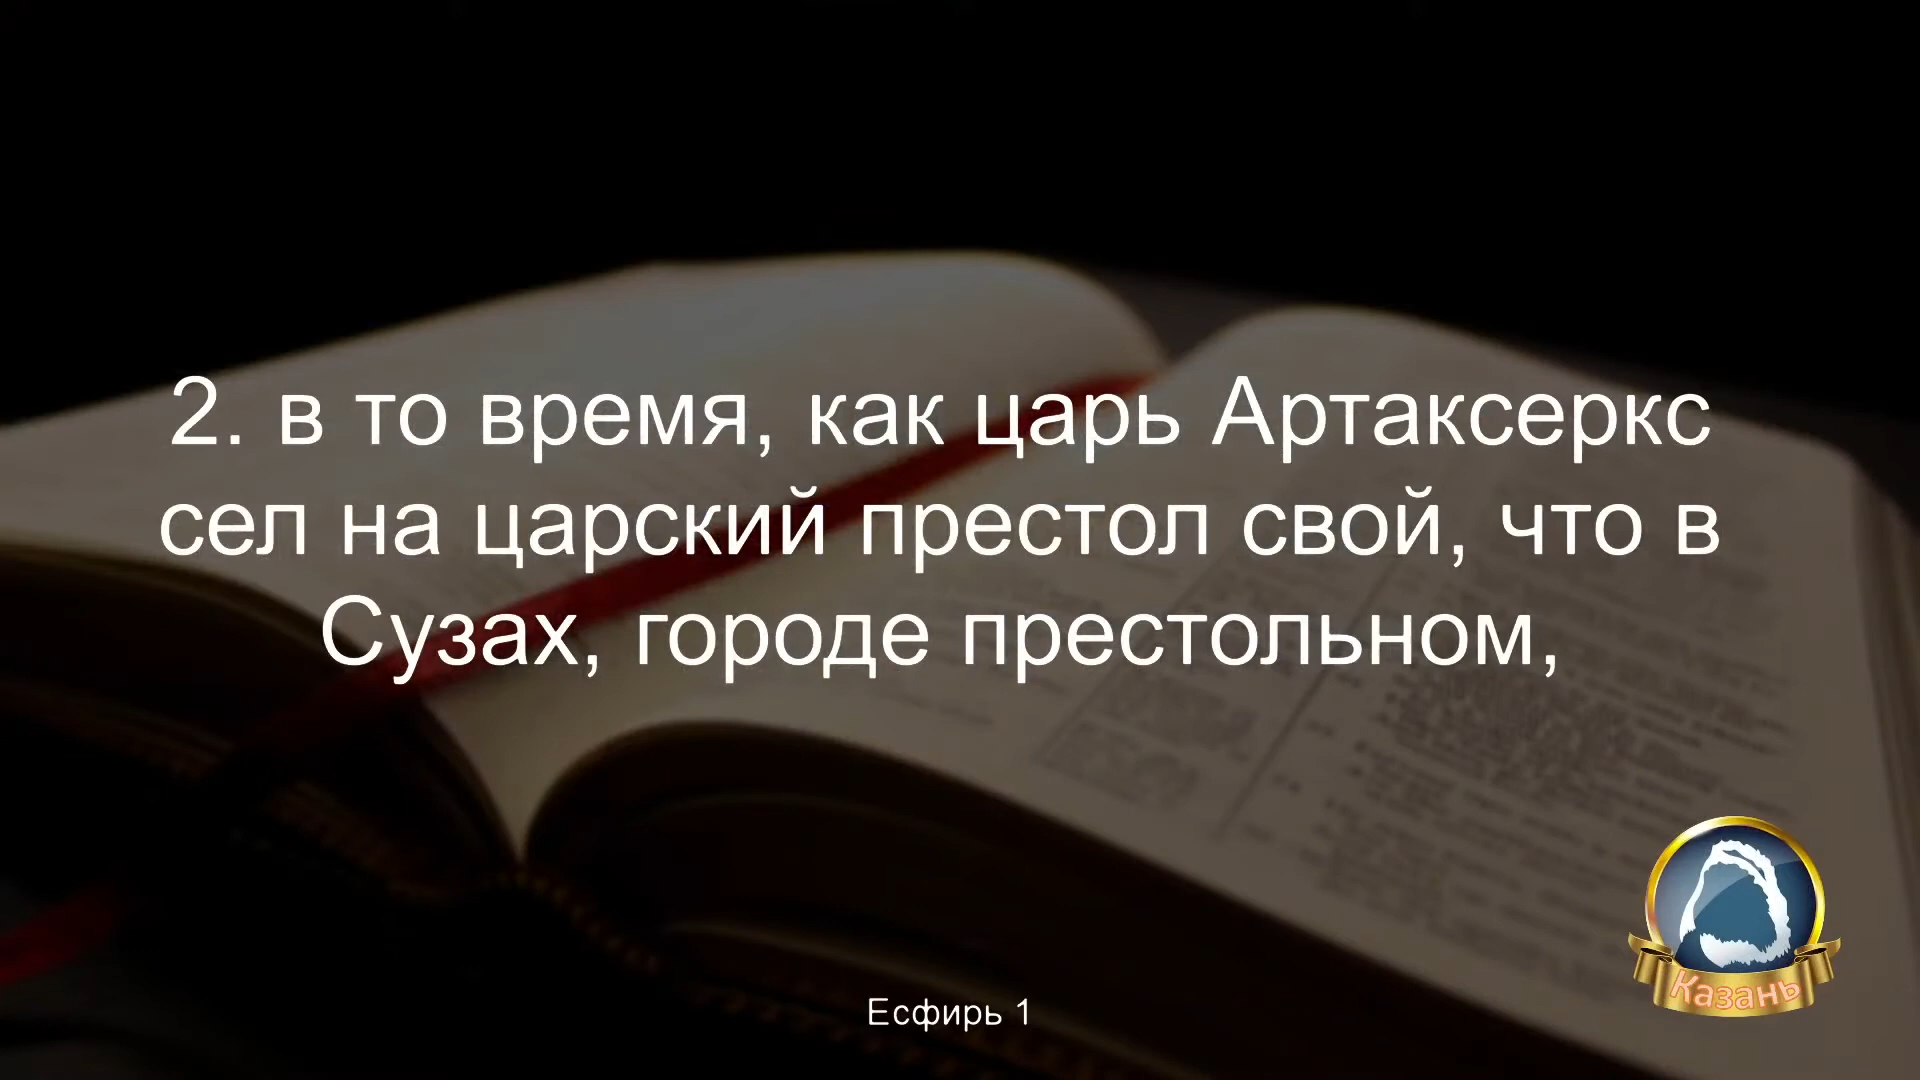 2. в то время, как царь Артаксеркс
сел на царский престол свой, что в
Сузах, городе престольном,
Есфирь 1
Казань